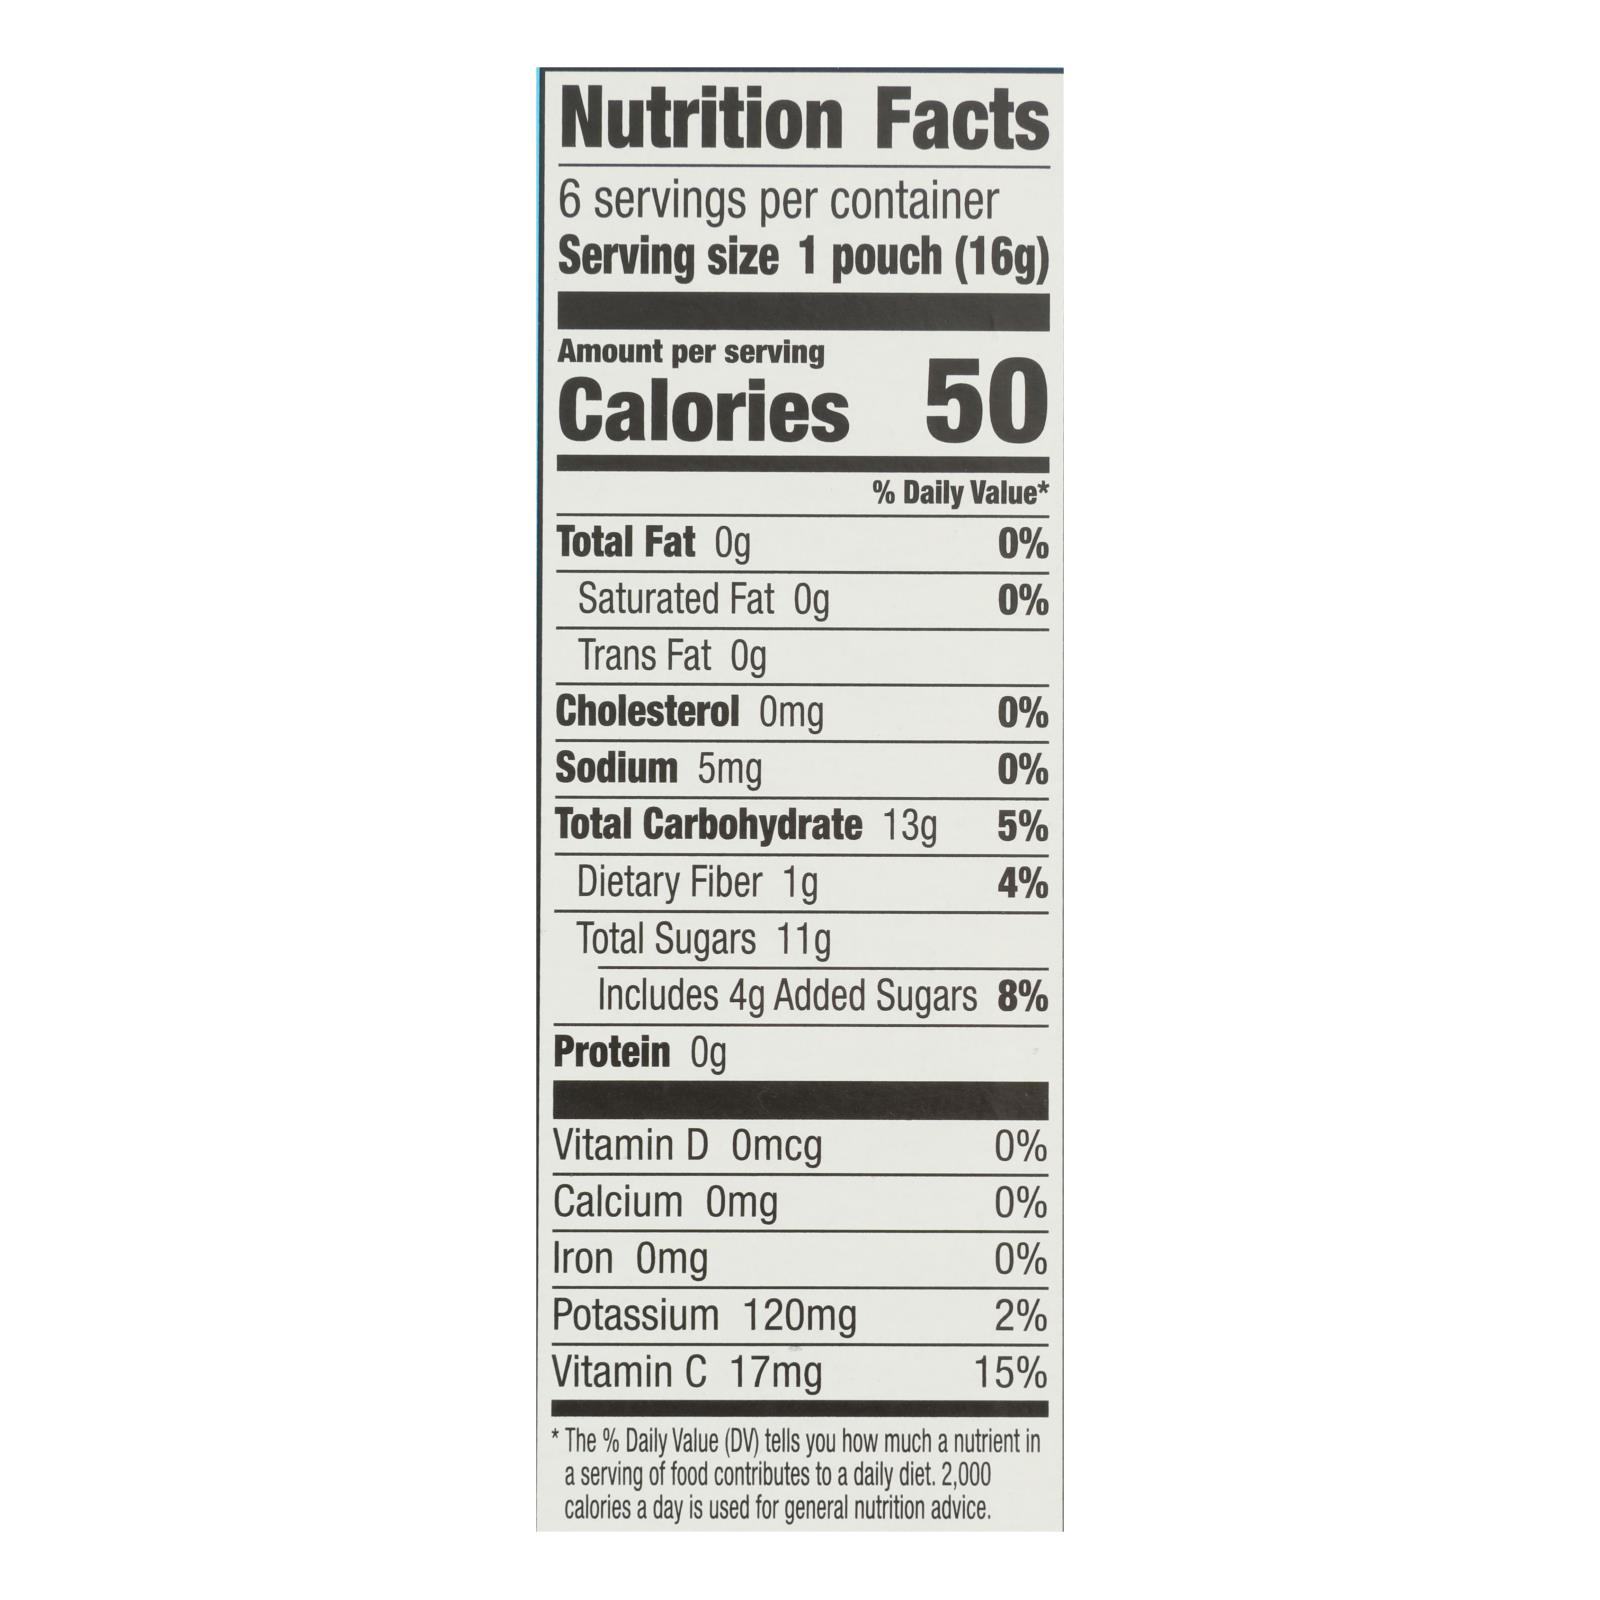 Nutrition Facts
6 servings per container
Serving size 1 pouch (16g)
Amount per serving
Calories 50
% Daily Value*
Total Fat 0g 0%
Saturated Fat 0g 0%
Trans Fat 0g
Cholesterol 0mg 0%
Sodium 5mg 0%
Total Carbohydrate 13g 5%
Dietary Fiber 1g 4%
Total Sugars 11g
Includes 4g Added Sugars 8%
Protein 0g
Vitamin D 0mcg 0%
Calcium 0mg 0%
Iron 0mg 0%
Potassium 120mg 2%
Vitamin C 17mg 15%
* The % Daily Value (DV) tells you how much a nutrient in
a serving of food contributes to a daily diet. 2,000
calories a day is used for general nutrition advice.